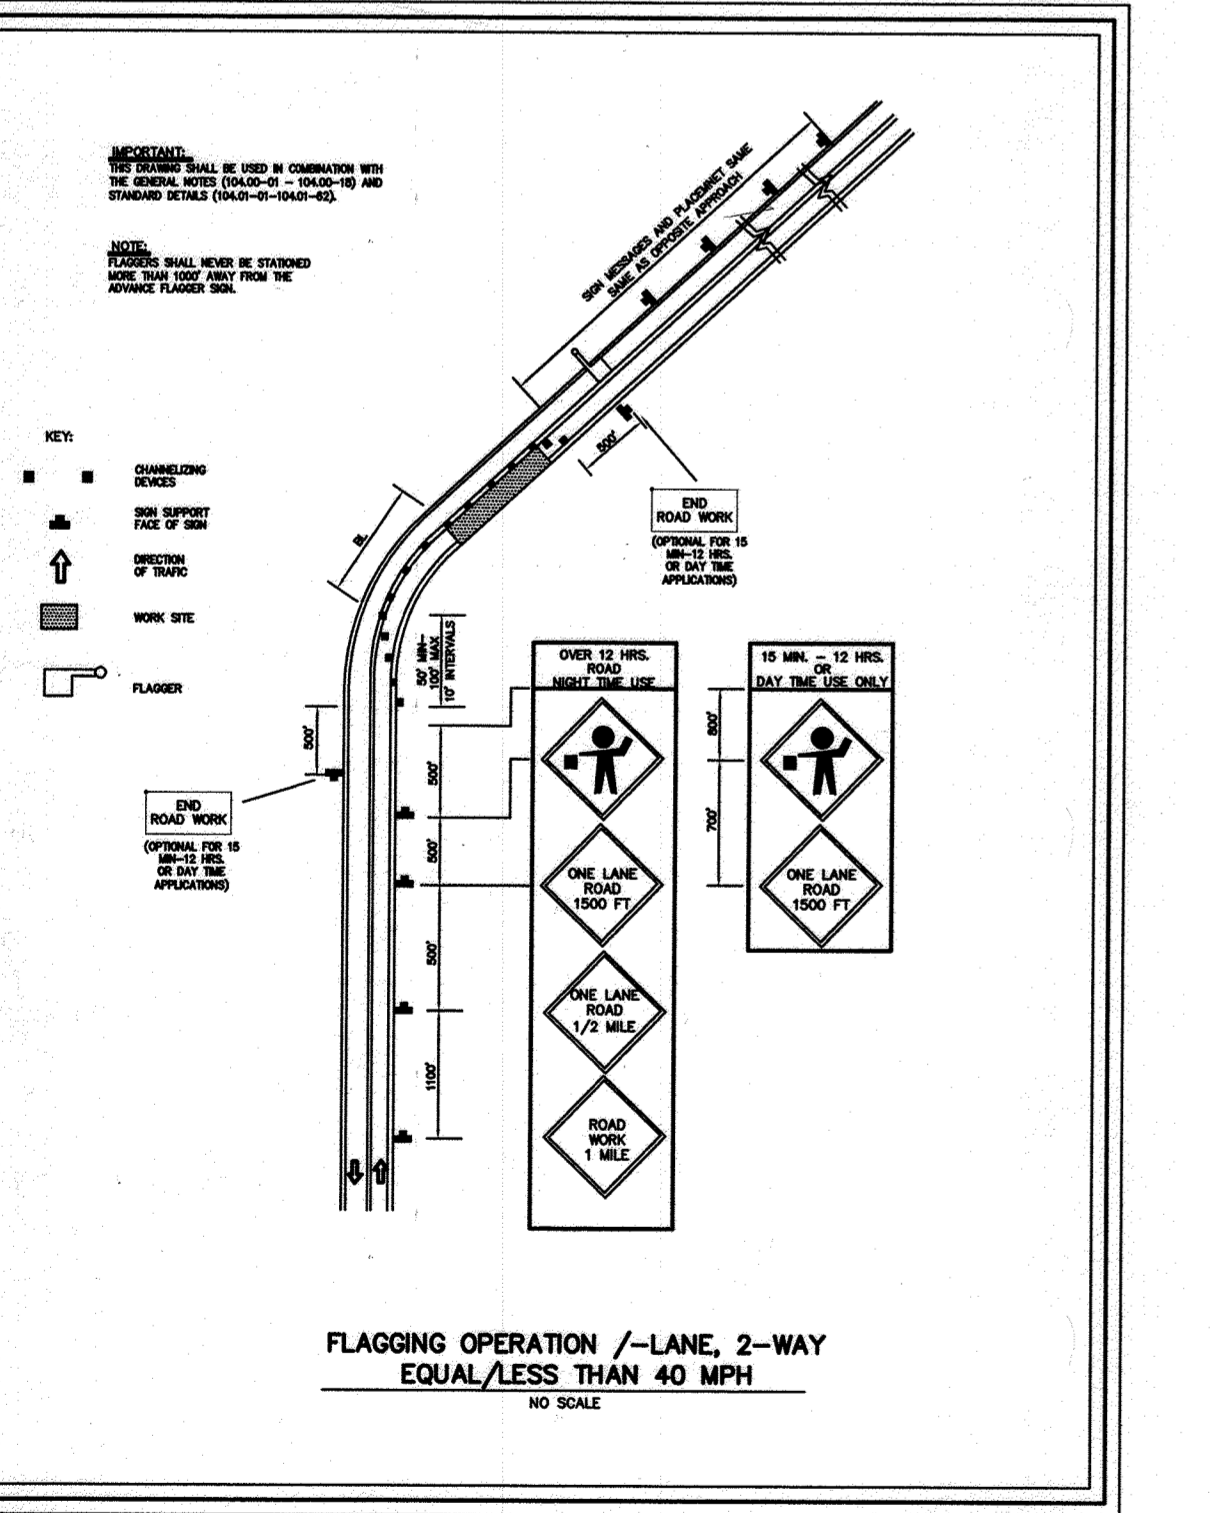 IMPORTANT:
THIS DRAWING SHALL BE USED IN COMBINATION WITH
THE GENERAL NOTES (104.00-01 - 104.00-15) AND
STANDARD DETAILS (104.01-01-104.01-62).
NOTE:
FLAGGERS SHALL NEVER BE STATIONED
MORE THAN 1000' AWAY FROM THE
ADVANCE FLAGGER SIGN.
SIGN MESSAGES AND PLACEMNET SAME
SAME AS OPPOSITE APPROACH
KEY:
CHANNELIZING
DEVICES
SIGN SUPPORT
FACE OF SIGN
DIRECTION
OF TRAFIC
WORK SITE
FLAGGER
500'
END
ROAD WORK
(OPTIONAL FOR 15
MIN-12 HRS.
OR DAY TIME
APPLICATIONS)
50' MIN-
100' MAX
10' INTERVALS
500'
END
ROAD WORK
(OPTIONAL FOR 15
MIN-12 HRS.
OR DAY TIME
APPLICATIONS)
500'
500'
500'
1100'
OVER 12 HRS.
ROAD
NIGHT TIME USE
ONE LANE
ROAD
1500 FT
ONE LANE
ROAD
1/2 MILE
ROAD
WORK
1 MILE
15 MIN. - 12 HRS.
OR
DAY TIME USE ONLY
800'
700'
ONE LANE
ROAD
1500 FT
FLAGGING OPERATION /-LANE, 2-WAY
EQUAL/LESS THAN 40 MPH
NO SCALE